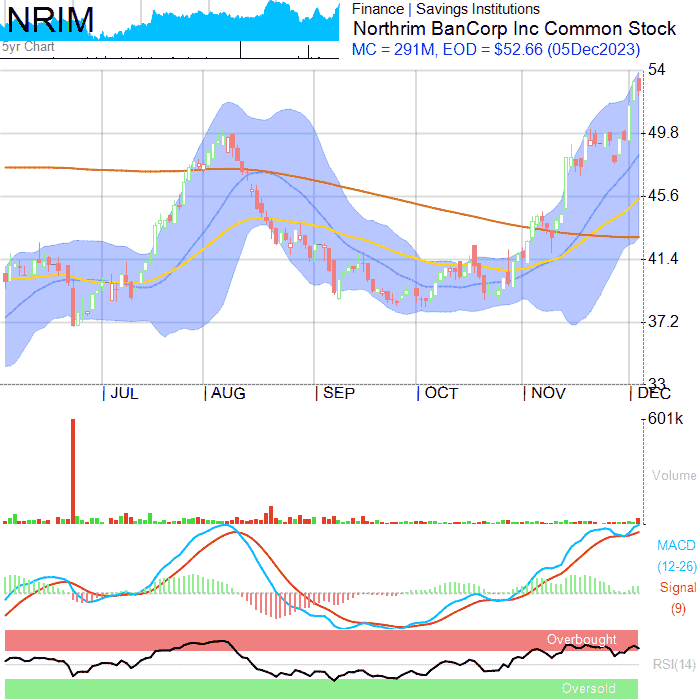 NRIM
5yr Chart
Finance | Savings Institutions
Northrim BanCorp Inc Common Stock
MC = 291M, EOD = $52.66 (05Dec2023)
54
49.8
45.6
41.4
37.2
33
JUL
AUG
SEP
OCT
NOV
DEC
601k
Volume
MACD
(12-26)
Signal
(9)
Overbought
RSI(14)
Oversold